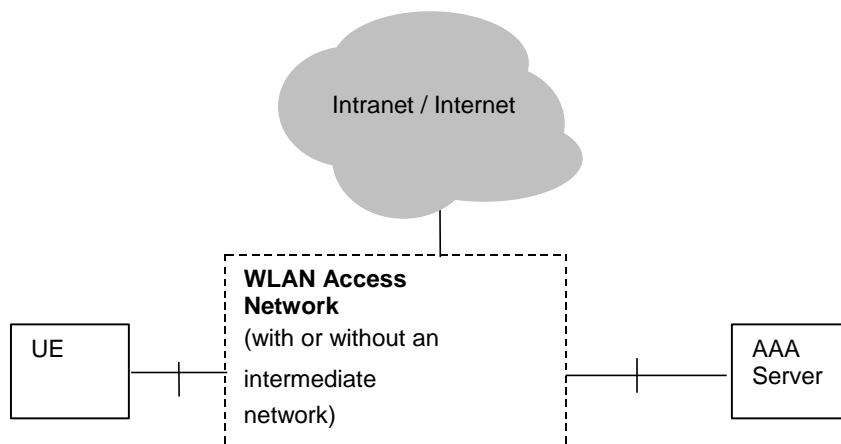 Intranet / Internet
WLAN Access
Network
(with or without an
intermediate
network)
UE
AAA
Server